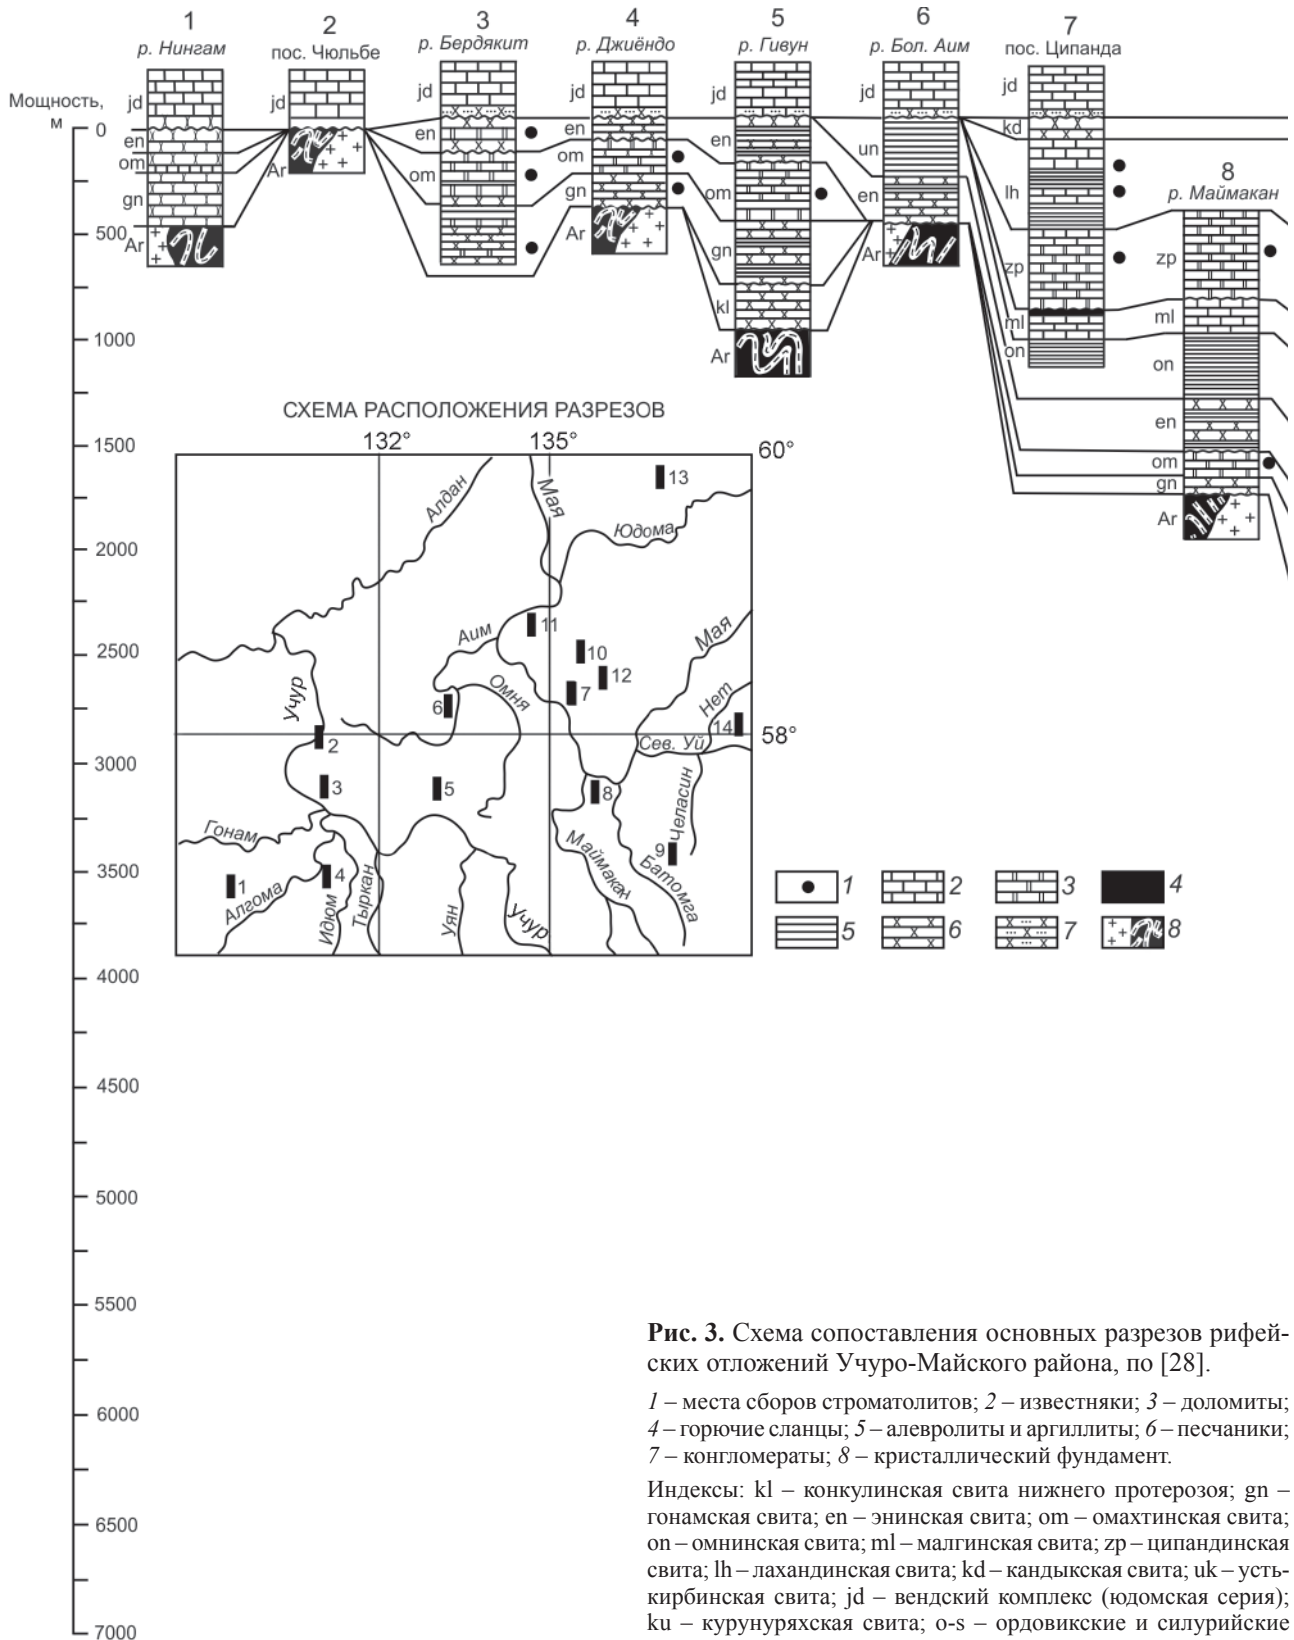 1
2
3
4
5
6
7
р. Нингам
пос. Чюльбе
р. Бердякит
р. Джиёндо
р. Гивун
р. Бол. Аим
пос. Ципанда
8
р. Маймакан
Мощность,
м
0
500
1000
1500
2000
2500
3000
3500
4000
4500
5000
5500
6000
6500
7000
jd
en
om
gn
Ar
jd
Ar
jd
en
om
jd
en
om
gn
Ar
jd
en
om
gn
kl
Ar
jd
un
en
Ar
jd
kd
lh
zp
ml
on
zp
ml
on
en
om
gn
Ar
СХЕМА РАСПОЛОЖЕНИЯ РАЗРЕЗОВ
132°
135°
60°
58°
Алдан
Мая
13
Юдома
Аим
11
10
12
7
Мая
Учур
6
Омня
Нет
14
Сев. Уй
2
3
5
8
Челасин
9
Гонам
1
Алгома
4
Идюм
Тыркан
Уян
Учур
Маймакан
Батомга
1
2
3
4
5
6
7
8
Рис. 3. Схема сопоставления основных разрезов рифей-
ских отложений Учуро-Майского района, по [28].
1 – места сборов строматолитов; 2 – известняки; 3 – доломиты;
4 – горючие сланцы; 5 – алевролиты и аргиллиты; 6 – песчаники;
7 – конгломераты; 8 – кристаллический фундамент.
Индексы: kl – конкулинская свита нижнего протерозоя; gn –
гонамская свита; en – энинская свита; om – омахтинская свита;
on – омнинская свита; ml – малгинская свита; zp – ципандинская
свита; lh – лахандинская свита; kd – кандыкская свита; uk – усть-
кирбинская свита; jd – вендский комплекс (юдомская серия);
ku – курунуряхская свита; o-s – ордовикские и силурийские